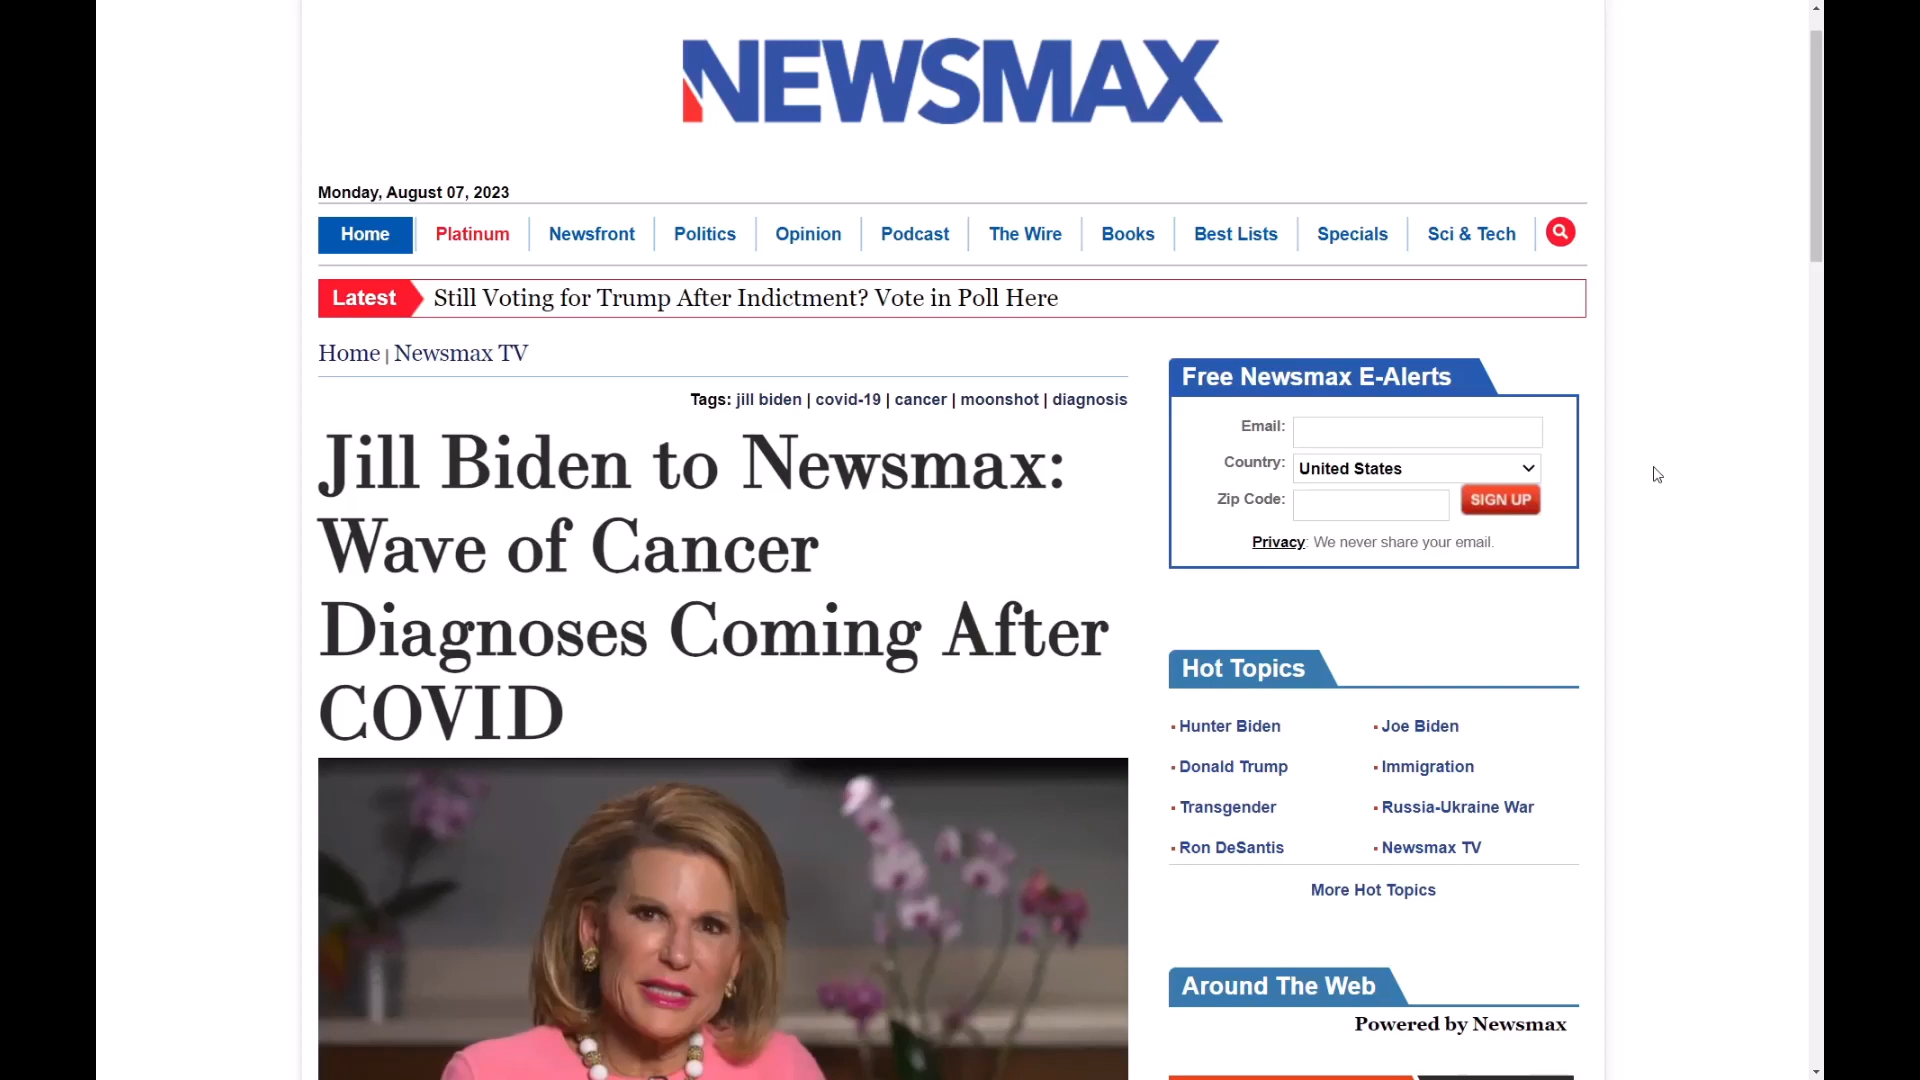 NEWSMAX
Monday, August 07, 2023
Home Platinum Newsfront Politics Opinion Podcast The Wire Books Best Lists Specials Sci & Tech
Latest Still Voting for Trump After Indictment? Vote in Poll Here
Home | Newsmax TV
Tags: jill biden | covid-19 | cancer | moonshot | diagnosis
Jill Biden to Newsmax:
Wave of Cancer
Diagnoses Coming After
COVID
Free Newsmax E-Alerts
Email:
Country: United States
Zip Code: SIGN UP
Privacy: We never share your email.
Hot Topics
Hunter Biden
Joe Biden
Donald Trump
Immigration
Transgender
Russia-Ukraine War
Ron DeSantis
Newsmax TV
More Hot Topics
Around The Web
Powered by Newsmax